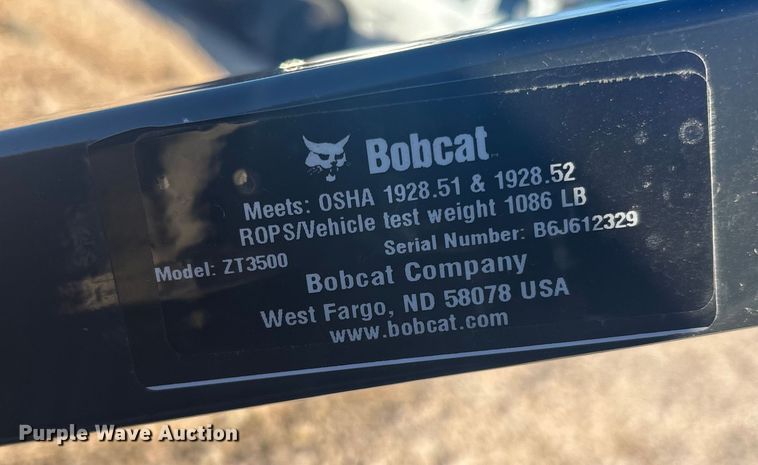 Bobcat
Meets: OSHA 1928.51 & 1928.52
ROPS/Vehicle test weight 1086 LB
Model: ZT3500 Serial Number: B6J612329
Bobcat Company
West Fargo, ND 58078 USA
www.bobcat.com
Purple Wave Auction